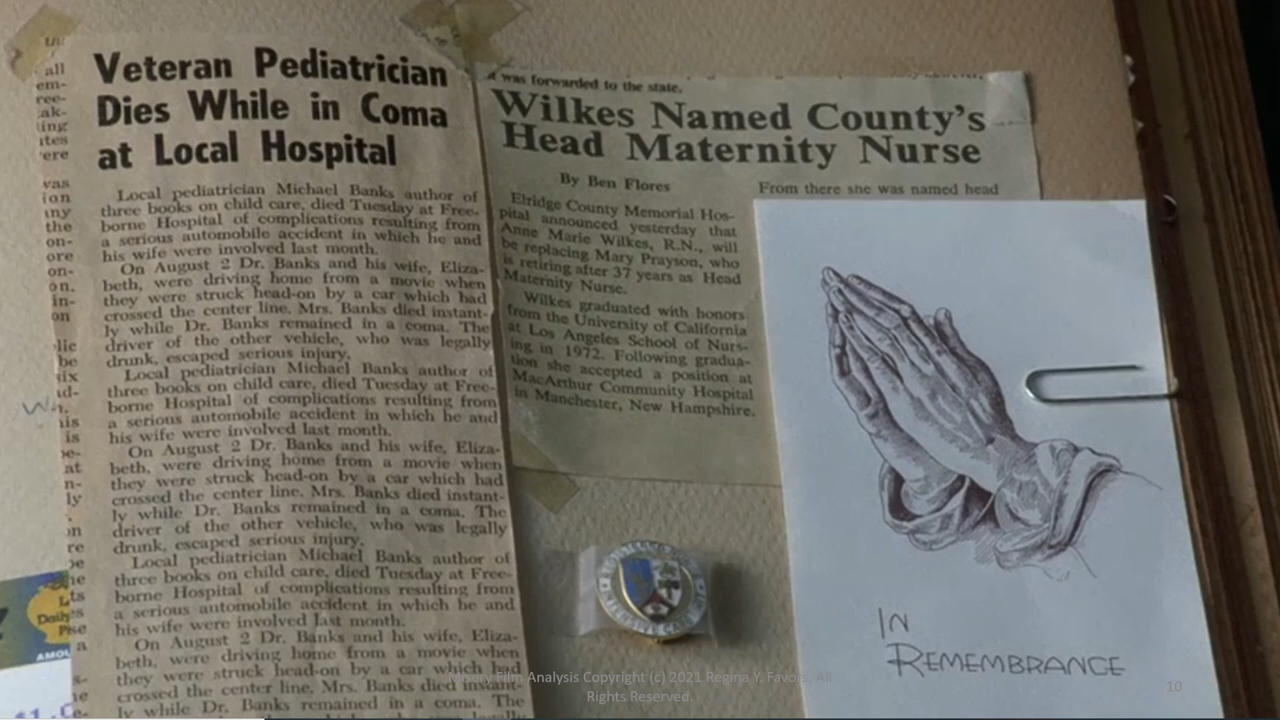 Veteran Pediatrician
Dies While in Coma
at Local Hospital
Local pediatrician Michael Banks author of
three books on child care, died Tuesday at Free-
borne Hospital of complications resulting from
a serious automobile accident in which he and
his wife were involved last month.
On August 2 Dr. Banks and his wife, Eliza-
beth, were driving home from a movie when
they were struck head-on by a car which had
crossed the center line. Mrs. Banks died instant-
ly while Dr. Banks remained in a coma. The
driver of the other vehicle, who was legally
drunk, escaped serious injury.
Local pediatrician Michael Banks author of
three books on child care, died Tuesday at Free-
borne Hospital of complications resulting from
a serious automobile accident in which he and
his wife were involved last month.
On August 2 Dr. Banks and his wife, Eliza-
beth, were driving home from a movie when
they were struck head-on by a car which had
crossed the center line. Mrs. Banks died instant-
ly while Dr. Banks remained in a coma. The
driver of the other vehicle, who was legally
drunk, escaped serious injury.
Local pediatrician Michael Banks author of
three books on child care, died Tuesday at Free-
borne Hospital of complications resulting from
a serious automobile accident in which he and
his wife were involved last month.
On August 2 Dr. Banks and his wife, Eliza-
beth, were driving home from a movie when
they were struck head-on by a car which had
crossed the center line. Mrs. Banks died instant-
ly while Dr. Banks remained in a coma. The
it was forwarded to the state.
Wilkes Named County's
Head Maternity Nurse
By Ben Flores
Elridge County Memorial Hos-
pital announced yesterday that
Anne Marie Wilkes, R.N., will
be replacing Mary Prayson, who
is retiring after 37 years as Head
Maternity Nurse.
Wilkes graduated with honors
from the University of California
at Los Angeles School of Nurs-
ing in 1972. Following gradua-
tion she accepted a position at
MacArthur Community Hospital
in Manchester, New Hampshire.
From there she was named head
IN
REMEMBRANCE
Misery Film Analysis Copyright (c) 2021 Regina Y. Favors. All
Rights Reserved.
10